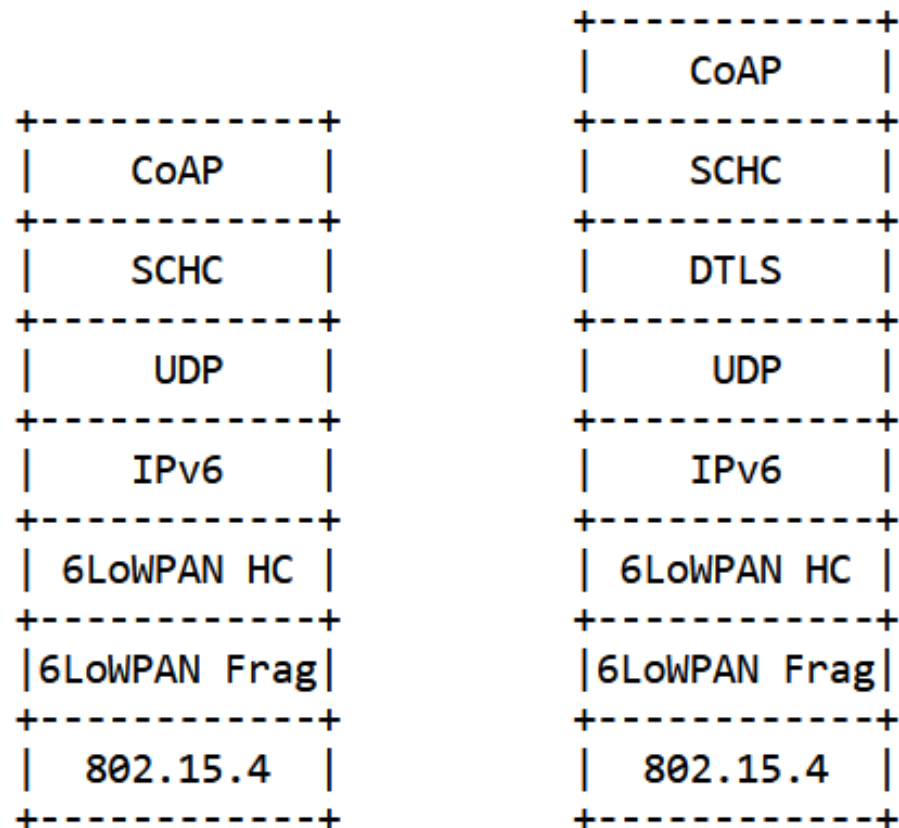 +------------+
                         |    CoAP    |
+------------+           +------------+
|    CoAP    |           |    SCHC    |
+------------+           +------------+
|    SCHC    |           |    DTLS    |
+------------+           +------------+
|     UDP    |           |     UDP    |
+------------+           +------------+
|    IPv6    |           |    IPv6    |
+------------+           +------------+
| 6LoWPAN HC |           | 6LoWPAN HC |
+------------+           +------------+
|6LoWPAN Frag|           |6LoWPAN Frag|
+------------+           +------------+
|  802.15.4  |           |  802.15.4  |
+------------+           +------------+